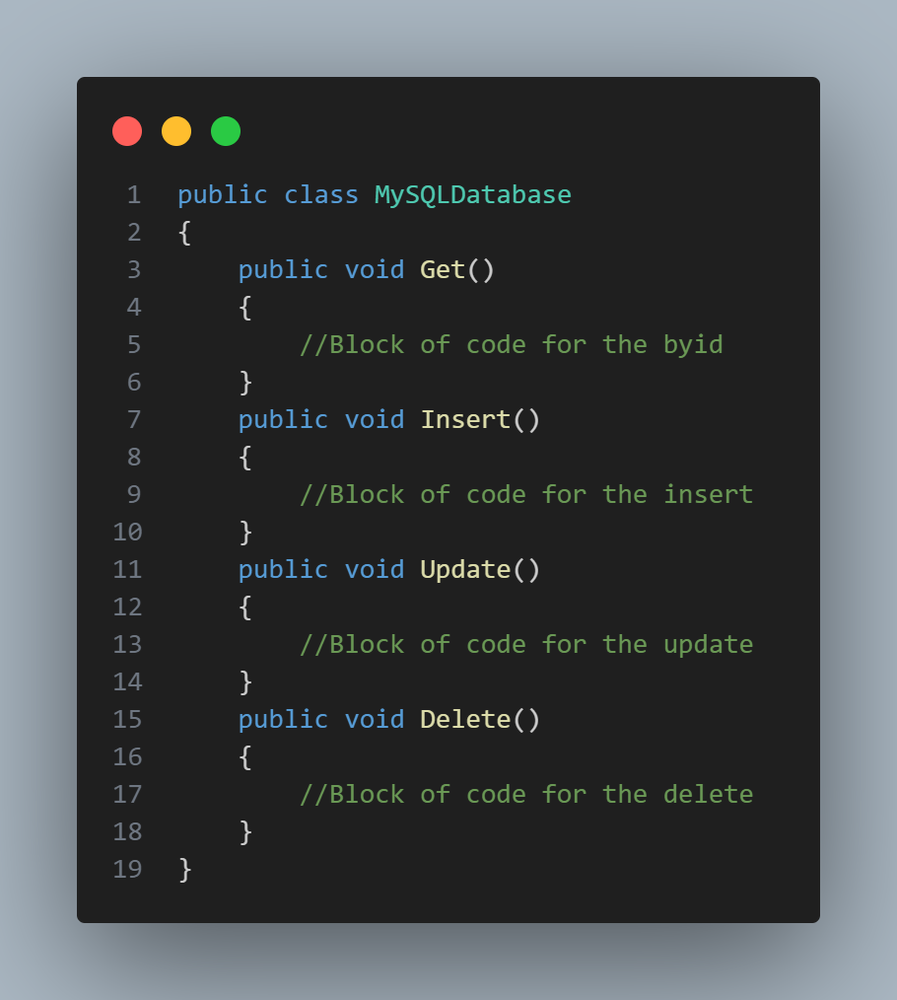 1 public class MySQLDatabase
2 {
3     public void Get()
4     {
5         //Block of code for the byid
6     }
7     public void Insert()
8     {
9         //Block of code for the insert
10     }
11     public void Update()
12     {
13         //Block of code for the update
14     }
15     public void Delete()
16     {
17         //Block of code for the delete
18     }
19 }